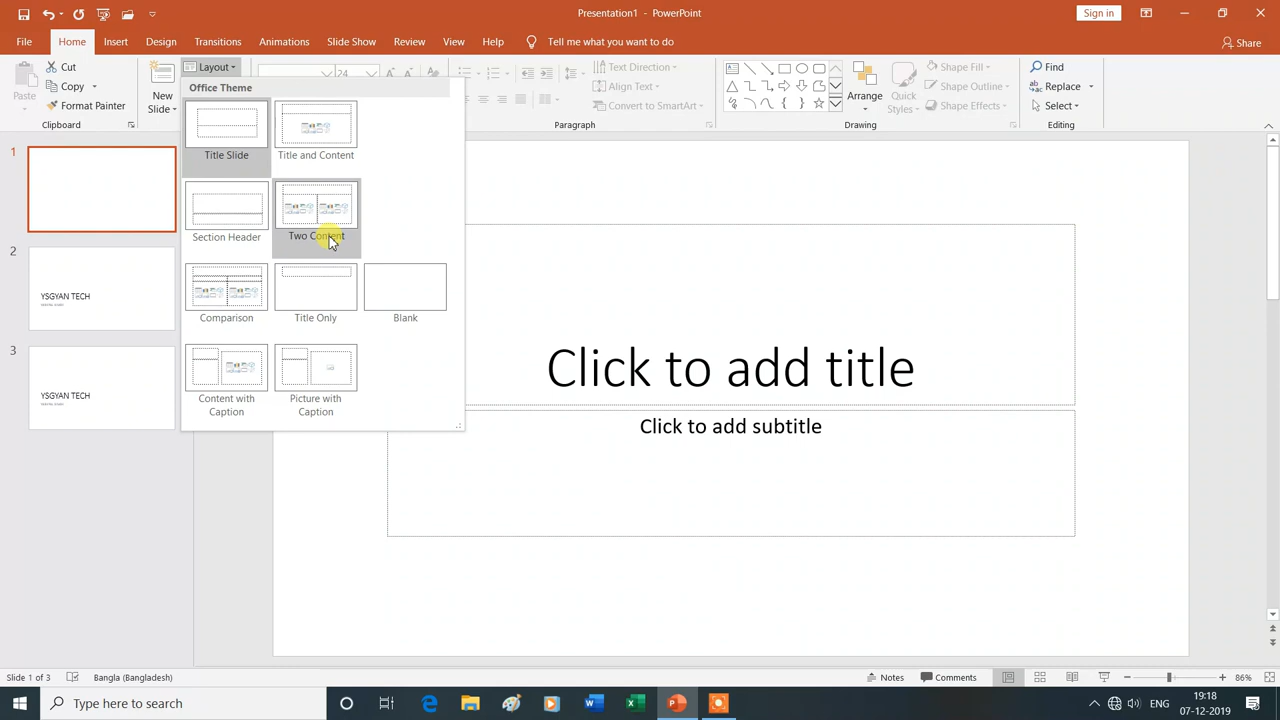 Presentation1 - PowerPoint
Sign in
File Home Insert Design Transitions Animations Slide Show Review View Help Tell me what you want to do
Share
Paste
Cut
Copy
Format Painter
Clipboard
New
Slide
Layout
24
Text Direction
Align Text
Convert to SmartArt
Paragraph
Arrange
Quick
Styles
Shape Fill
Shape Outline
Shape Effects
Drawing
Find
Replace
Select
Editing
Office Theme
Title Slide
Title and Content
Section Header
Two Content
Comparison
Title Only
Blank
Content with
Caption
Picture with
Caption
1
2
YSGYAN TECH
3
YSGYAN TECH
Click to add title
Click to add subtitle
Slide 1 of 3
Bangla (Bangladesh)
Notes
Comments
86%
Type here to search
ENG
19:18
07-12-2019